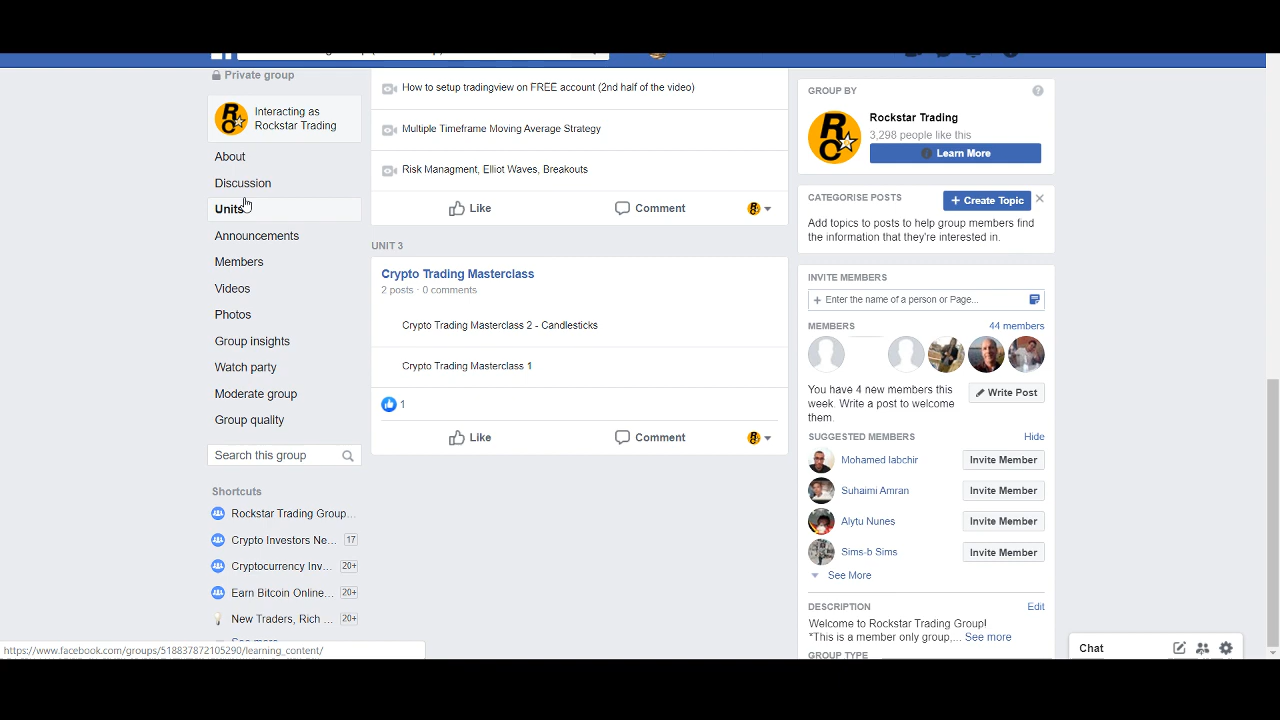 Private group
Interacting as
Rockstar Trading
About
Discussion
Units
Announcements
Members
Videos
Photos
Group insights
Watch party
Moderate group
Group quality
Search this group
Shortcuts
Rockstar Trading Group...
Crypto Investors Ne... 17
Cryptocurrency Inv... 20+
Earn Bitcoin Online... 20+
New Traders, Rich ... 20+
See more
https://www.facebook.com/groups/518837872105290/learning_content/
How to setup tradingview on FREE account (2nd half of the video)
Multiple Timeframe Moving Average Strategy
Risk Managment, Elliot Waves, Breakouts
Like
Comment
UNIT 3
Crypto Trading Masterclass
2 posts · 0 comments
Crypto Trading Masterclass 2 - Candlesticks
Crypto Trading Masterclass 1
1
Like
Comment
GROUP BY
Rockstar Trading
3,298 people like this
Learn More
CATEGORISE POSTS
+ Create Topic
Add topics to posts to help group members find
the information that they're interested in.
INVITE MEMBERS
+ Enter the name of a person or Page...
MEMBERS
44 members
You have 4 new members this
week. Write a post to welcome
them.
Write Post
SUGGESTED MEMBERS
Hide
Mohamed labchir
Invite Member
Suhaimi Amran
Invite Member
Alytu Nunes
Invite Member
Sims-b Sims
Invite Member
See More
DESCRIPTION
Edit
Welcome to Rockstar Trading Group!
*This is a member only group,... See more
GROUP TYPE
Chat